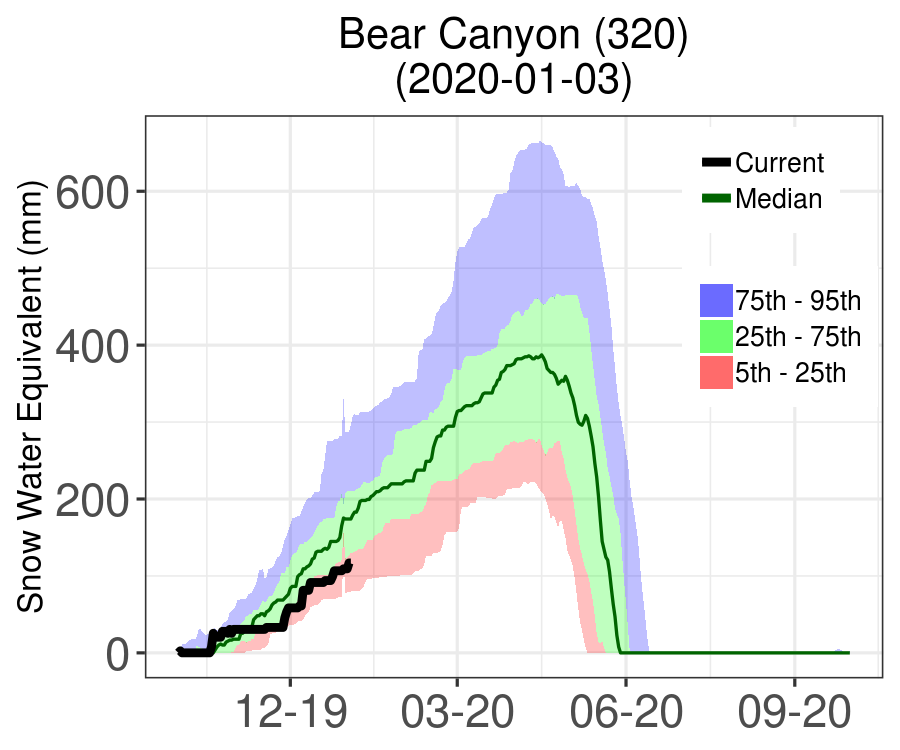 Bear Canyon (320)
(2020-01-03)
Snow Water Equivalent (mm)
600
400
200
0
12-19
03-20
06-20
09-20
Current
Median
75th - 95th
25th - 75th
5th - 25th